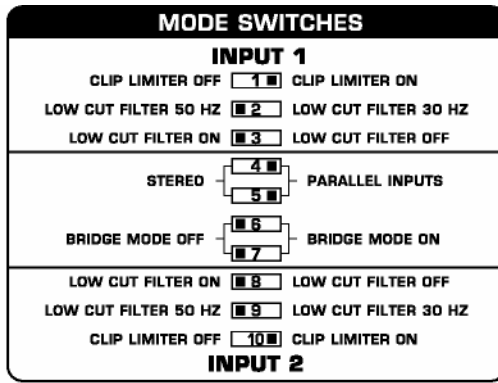 MODE SWITCHES
INPUT 1
CLIP LIMITER OFF 1 CLIP LIMITER ON
LOW CUT FILTER 50 HZ 2 LOW CUT FILTER 30 HZ
LOW CUT FILTER ON 3 LOW CUT FILTER OFF
4
STEREO PARALLEL INPUTS
5
6
BRIDGE MODE OFF BRIDGE MODE ON
7
LOW CUT FILTER ON 8 LOW CUT FILTER OFF
LOW CUT FILTER 50 HZ 9 LOW CUT FILTER 30 HZ
CLIP LIMITER OFF 10 CLIP LIMITER ON
INPUT 2